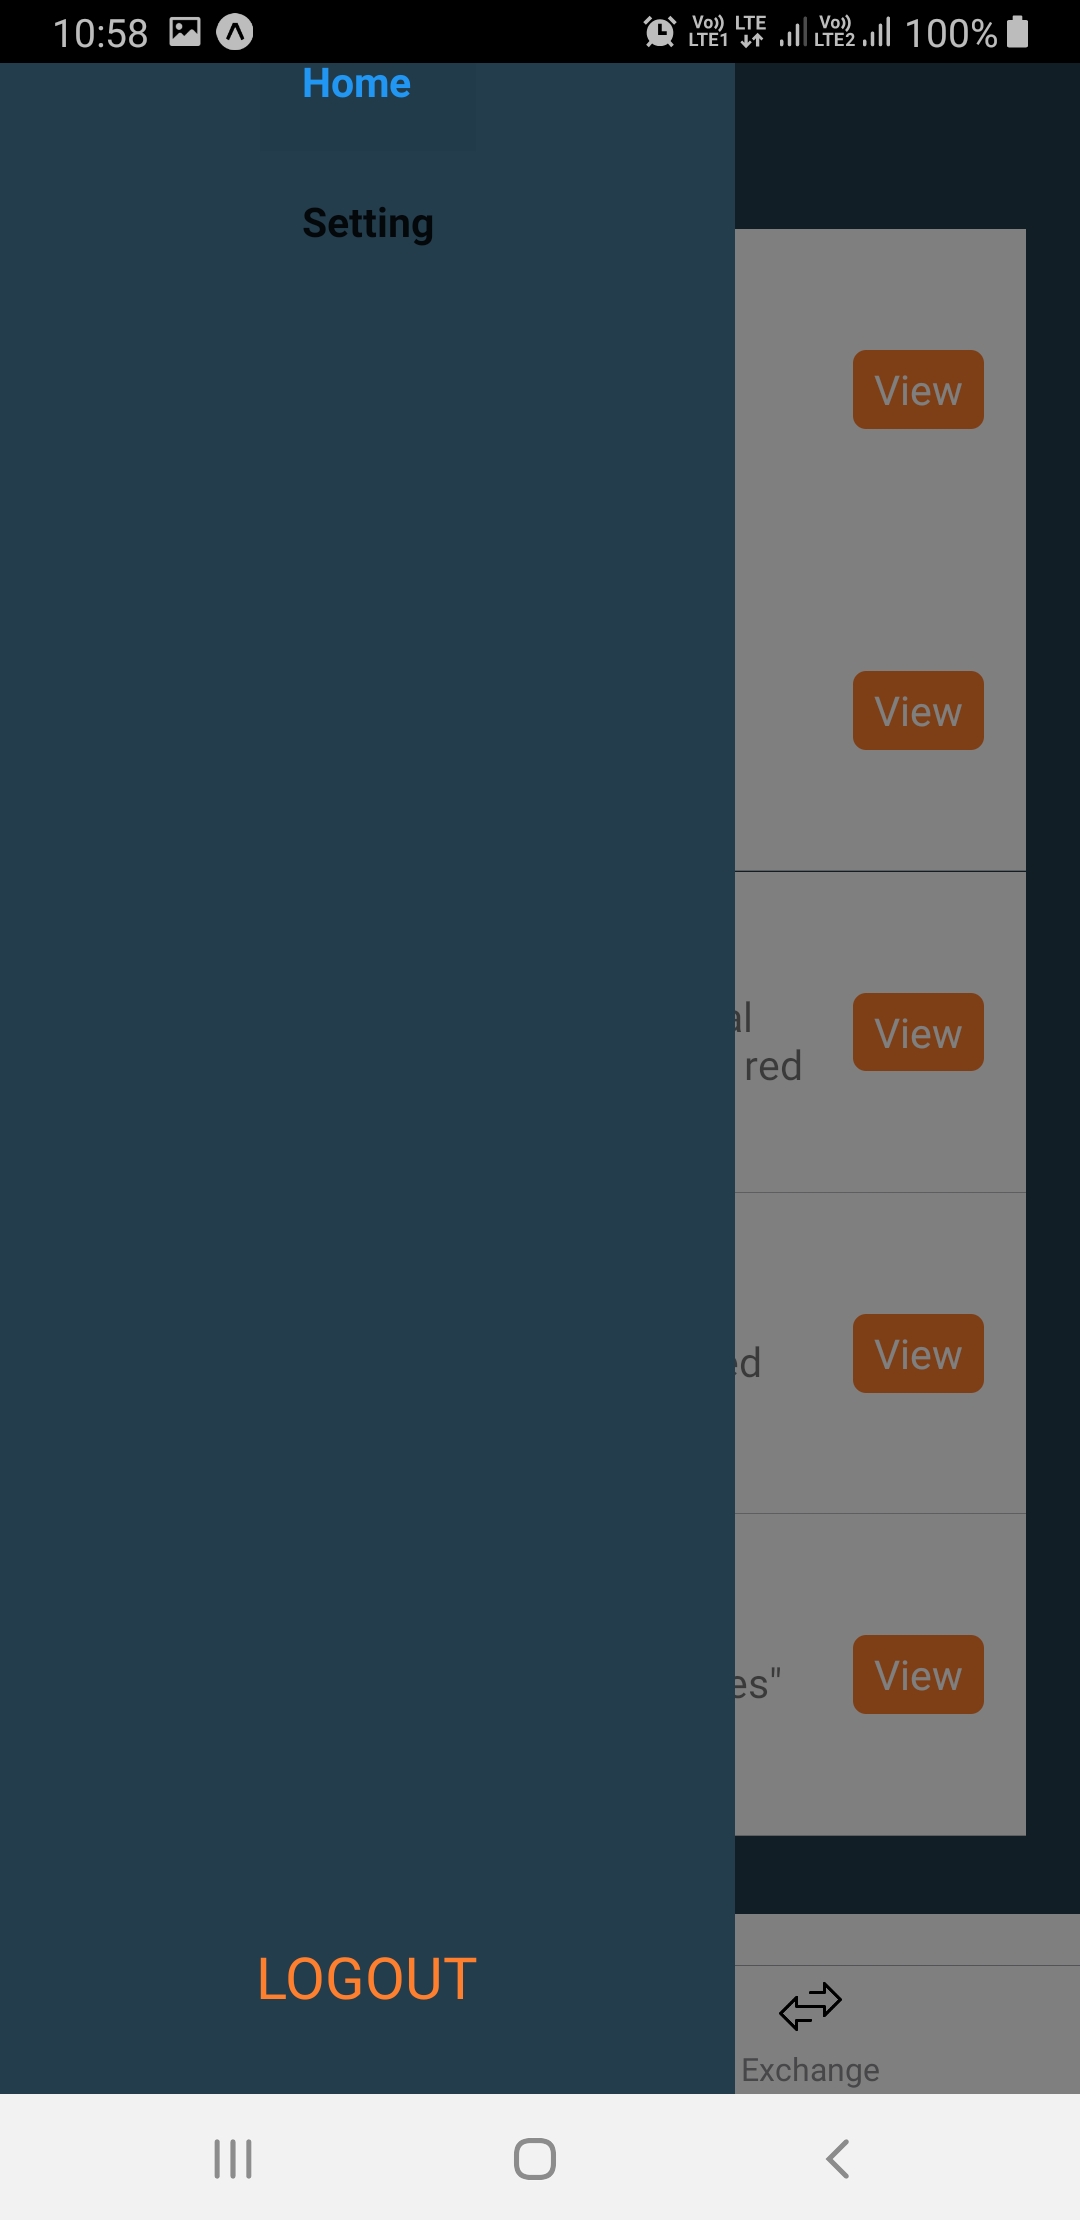 10:58 Vo)) LTE1 LTE Vo)) LTE2 100%
Home
Setting
View
View
al
red
View
ed
View
es"
View
LOGOUT
Exchange